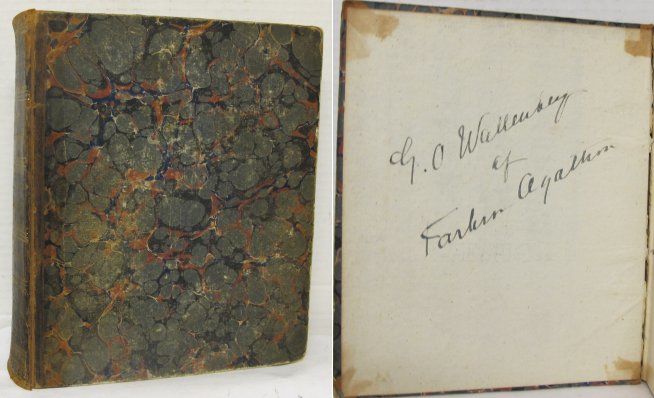 G. O Wallenberg
af
Farbror Agathon